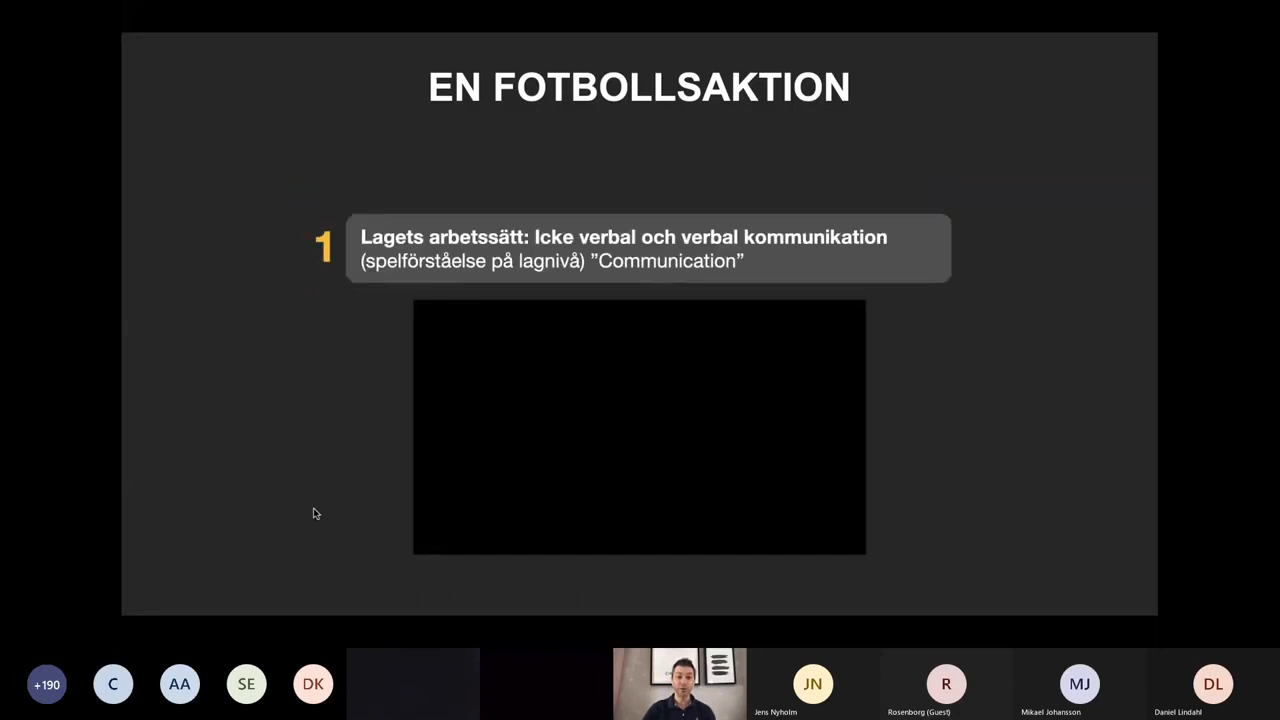 EN FOTBOLLSAKTION
1
Lagets arbetssätt: Icke verbal och verbal kommunikation
(spelförståelse på lagnivå) ”Communication”
+190
C
AA
SE
DK
JN
R
MJ
DL
Jens Nyholm
Rosenborg (Guest)
Mikael Johansson
Daniel Lindahl